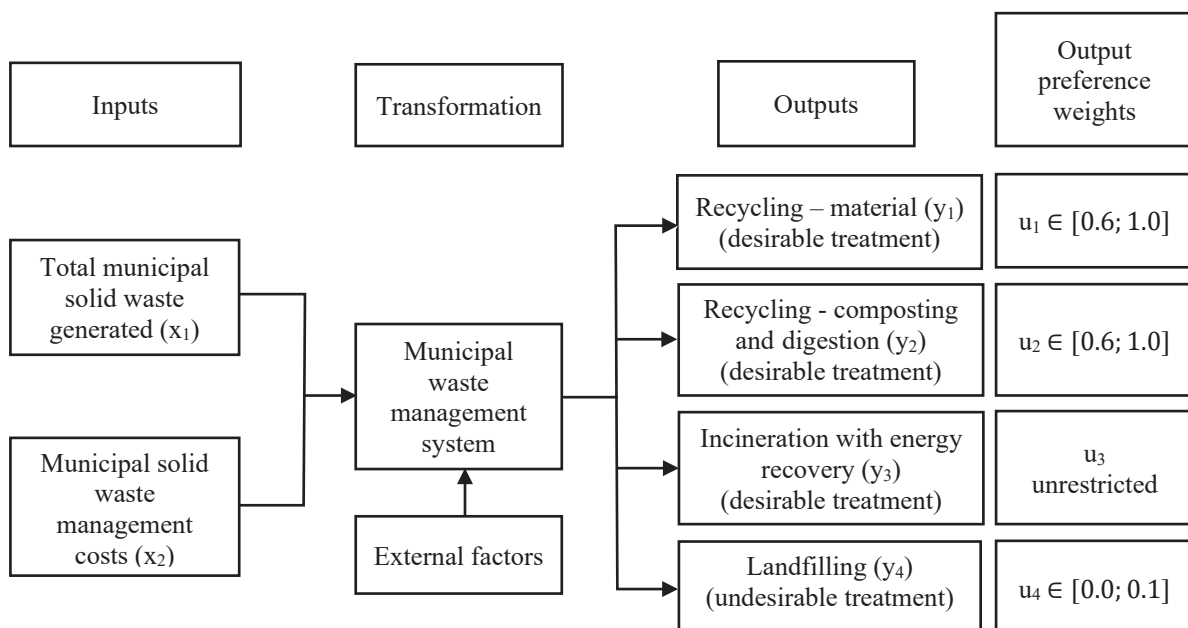 Inputs
Transformation
Outputs
Output
preference
weights
Total municipal
solid waste
generated (x₁)
Municipal solid
waste
management
costs (x₂)
Municipal
waste
management
system
External factors
Recycling – material (y₁)
(desirable treatment)
u₁ ∈ [0.6; 1.0]
Recycling - composting
and digestion (y₂)
(desirable treatment)
u₂ ∈ [0.6; 1.0]
Incineration with energy
recovery (y₃)
(desirable treatment)
u₃
unrestricted
Landfilling (y₄)
(undesirable treatment)
u₄ ∈ [0.0; 0.1]